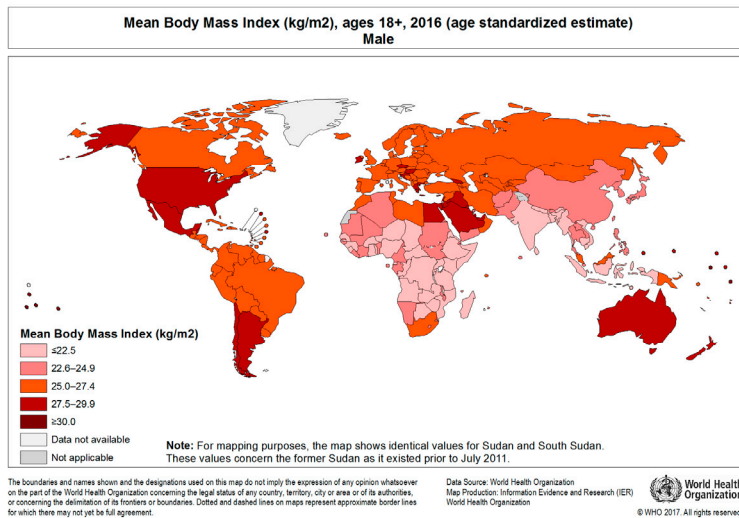 Mean Body Mass Index (kg/m2), ages 18+, 2016 (age standardized estimate)
Male
Mean Body Mass Index (kg/m2)
≤22.5
22.6–24.9
25.0–27.4
27.5–29.9
≥30.0
Data not available
Not applicable
Note: For mapping purposes, the map shows identical values for Sudan and South Sudan.
These values concern the former Sudan as it existed prior to July 2011.
The boundaries and names shown and the designations used on this map do not imply the expression of any opinion whatsoever
on the part of the World Health Organization concerning the legal status of any country, territory, city or area or of its authorities,
or concerning the delimitation of its frontiers or boundaries. Dotted and dashed lines on maps represent approximate border lines
for which there may not yet be full agreement.
Data Source: World Health Organization
Map Production: Information Evidence and Research (IER)
World Health Organization
World Health
Organization
© WHO 2017. All rights reserved